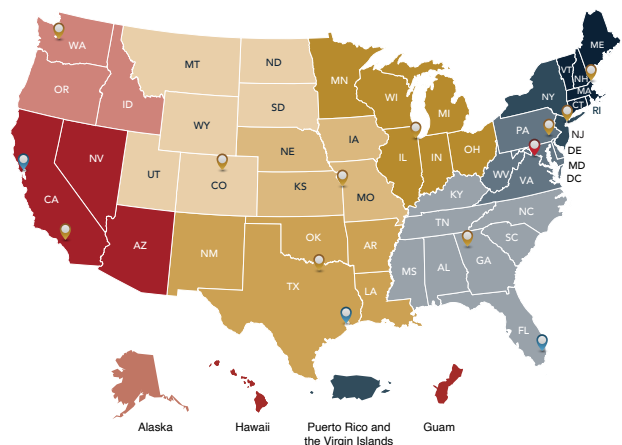 WA
MT
ND
MN
ME
VT
NH
OR
ID
SD
WI
MI
NY
MA
CT
RI
WY
IA
PA
NJ
NV
NE
IL
IN
OH
DE
MD
DC
UT
CO
KS
MO
WV
VA
KY
CA
AZ
NM
OK
AR
TN
NC
SC
TX
LA
MS
AL
GA
FL
Alaska
Hawaii
Puerto Rico and
the Virgin Islands
Guam